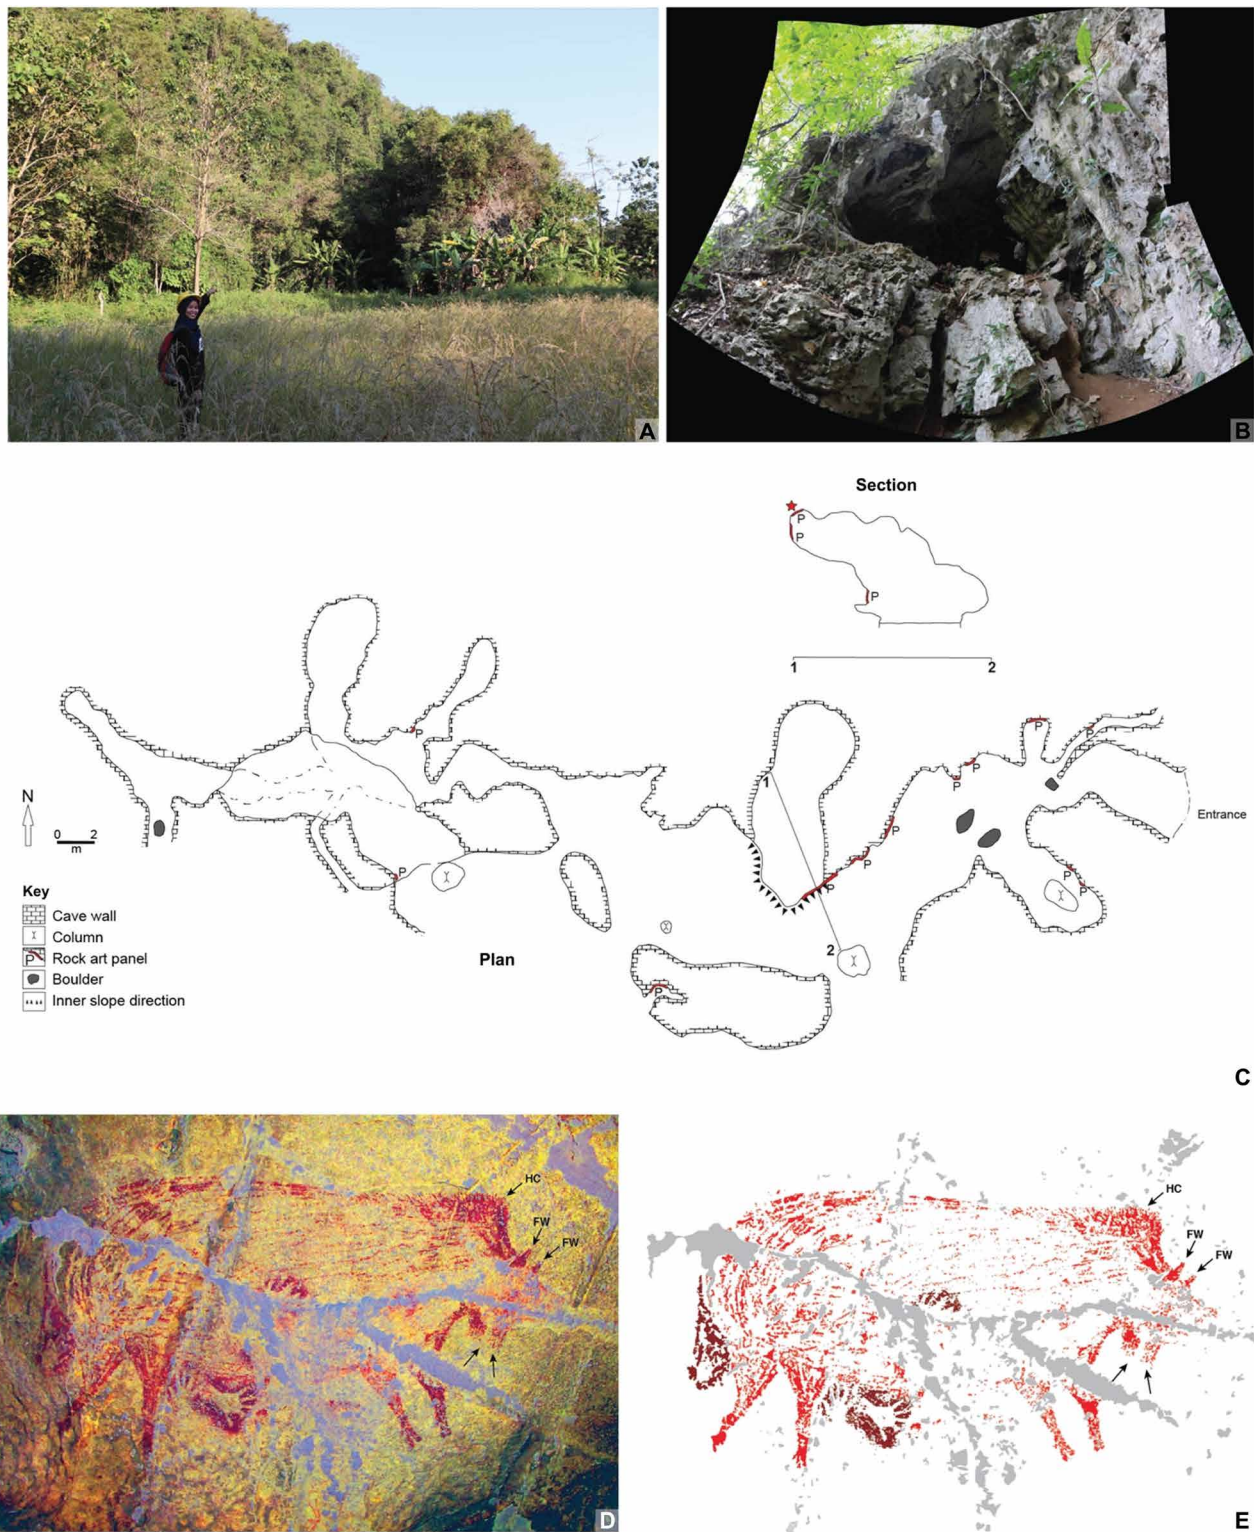 A
B
Section
P
P
P
1 2
P
P
P
1
P
P
P
P
P
P
P
P
P
N
0 2
m
Entrance
2
P
Key
Cave wall
Column
P Rock art panel
Boulder
Inner slope direction
Plan
C
HC
FW
FW
D
HC
FW
FW
E